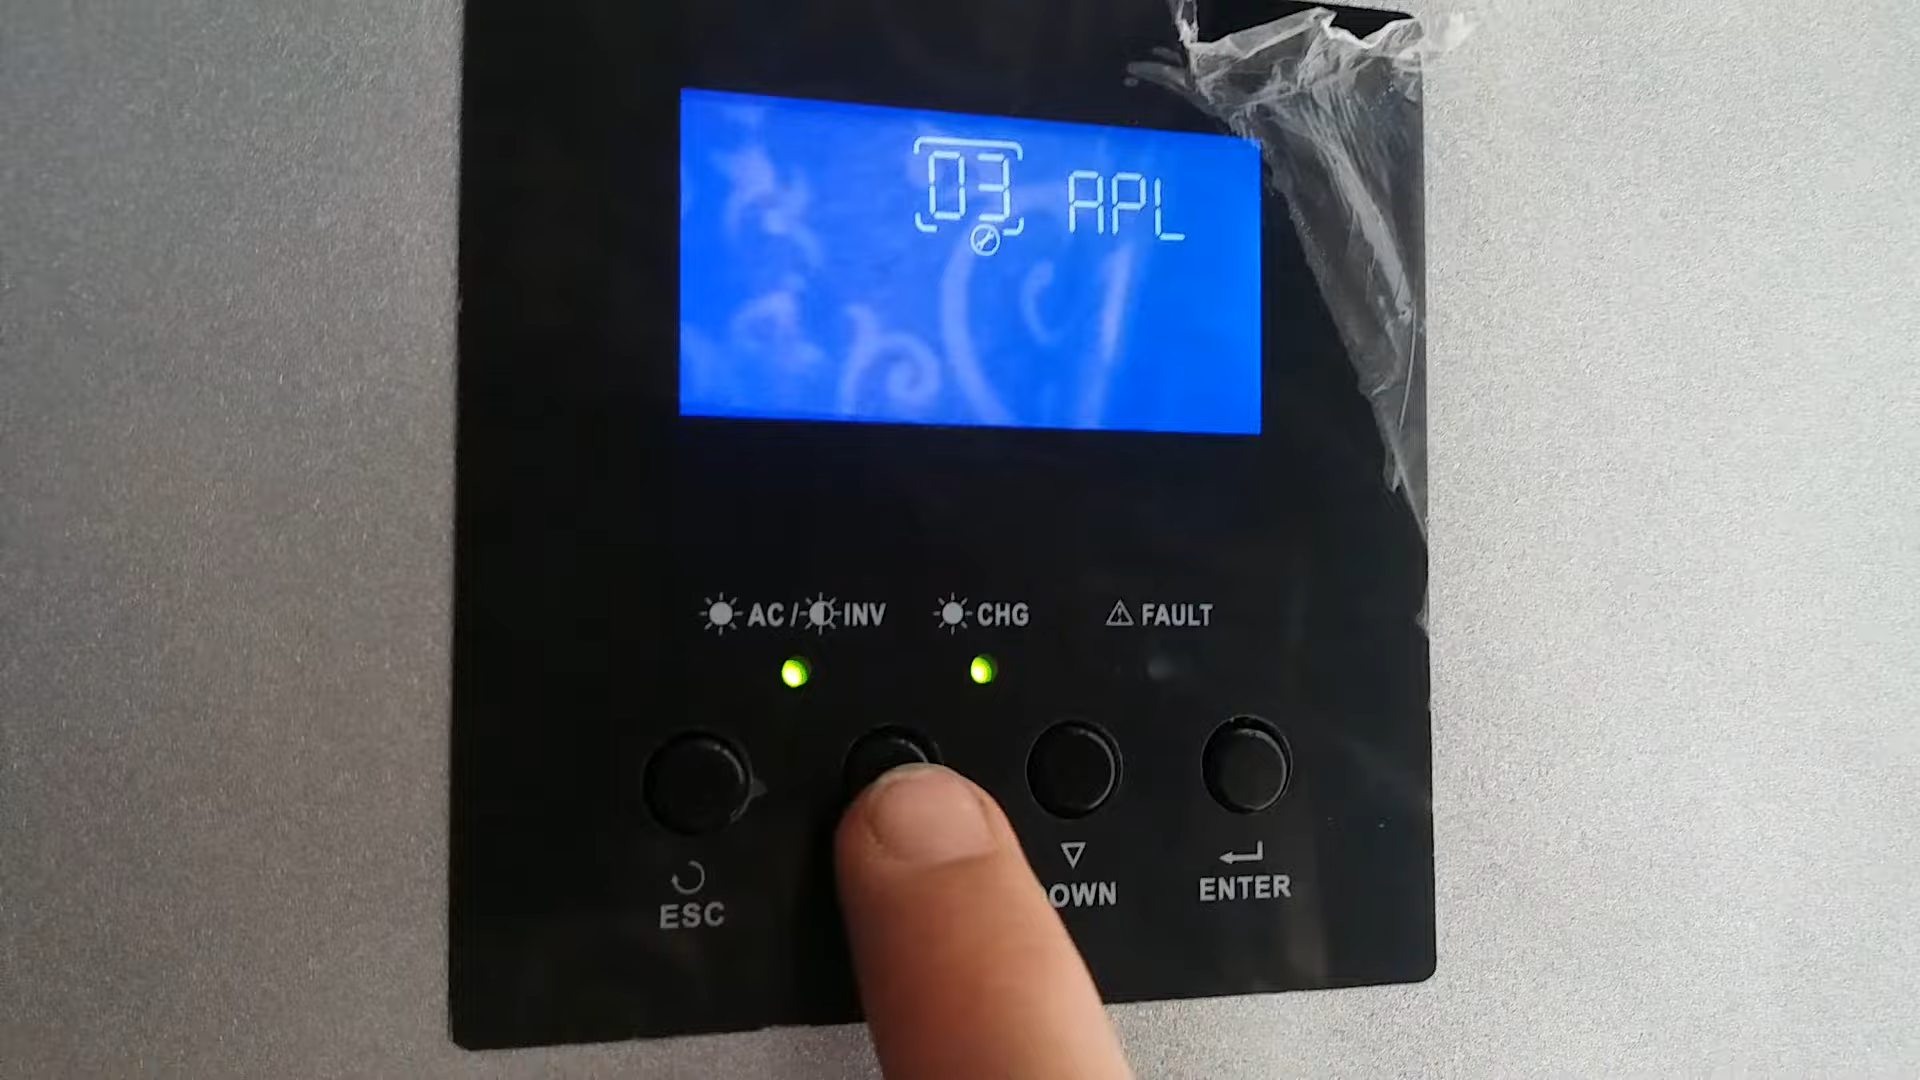 03 APL
AC / INV CHG ⚠ FAULT
ESC
OWN
ENTER